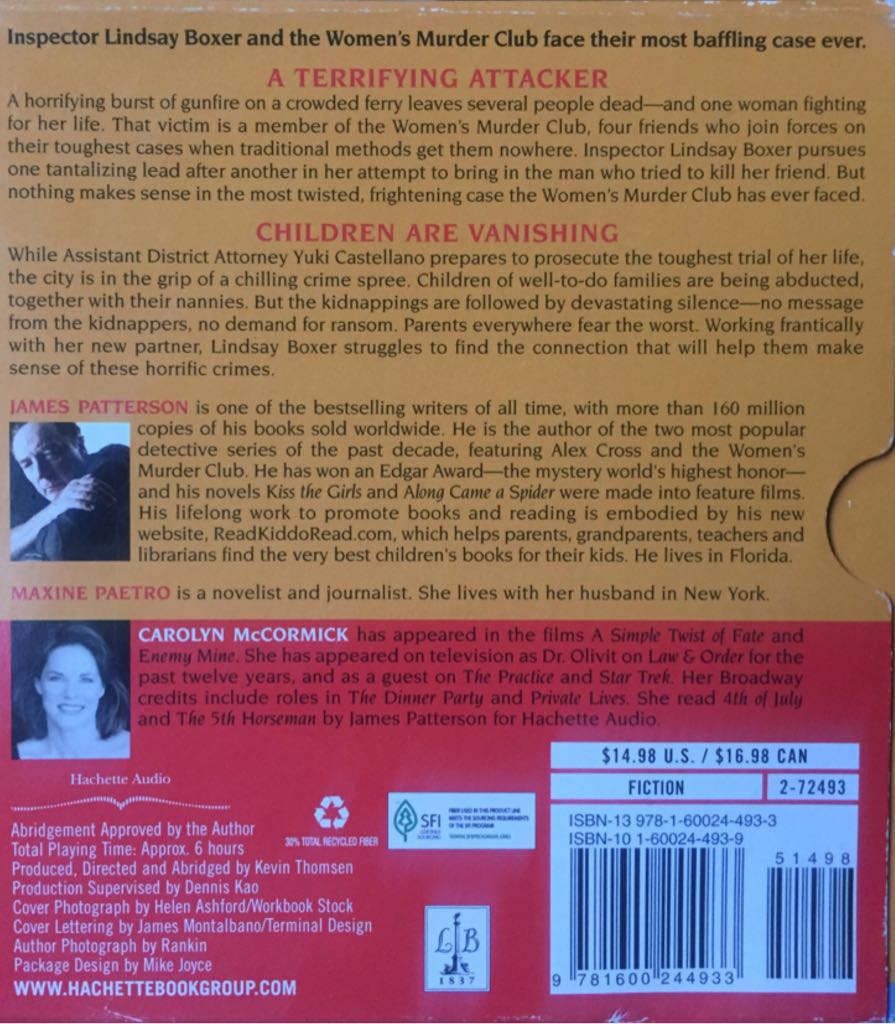 Inspector Lindsay Boxer and the Women's Murder Club face their most baffling case ever.
A TERRIFYING ATTACKER
A horrifying burst of gunfire on a crowded ferry leaves several people dead—and one woman fighting
for her life. That victim is a member of the Women's Murder Club, four friends who join forces on
their toughest cases when traditional methods get them nowhere. Inspector Lindsay Boxer pursues
one tantalizing lead after another in her attempt to bring in the man who tried to kill her friend. But
nothing makes sense in the most twisted, frightening case the Women's Murder Club has ever faced.
CHILDREN ARE VANISHING
While Assistant District Attorney Yuki Castellano prepares to prosecute the toughest trial of her life,
the city is in the grip of a chilling crime spree. Children of well-to-do families are being abducted,
together with their nannies. But the kidnappings are followed by devastating silence—no message
from the kidnappers, no demand for ransom. Parents everywhere fear the worst. Working frantically
with her new partner, Lindsay Boxer struggles to find the connection that will help them make
sense of these horrific crimes.
JAMES PATTERSON is one of the bestselling writers of all time, with more than 160 million
copies of his books sold worldwide. He is the author of the two most popular
detective series of the past decade, featuring Alex Cross and the Women's
Murder Club. He has won an Edgar Award—the mystery world's highest honor—
and his novels Kiss the Girls and Along Came a Spider were made into feature films.
His lifelong work to promote books and reading is embodied by his new
website, ReadKiddoRead.com, which helps parents, grandparents, teachers and
librarians find the very best children's books for their kids. He lives in Florida.
MAXINE PAETRO is a novelist and journalist. She lives with her husband in New York.
CAROLYN McCORMICK has appeared in the films A Simple Twist of Fate and
Enemy Mine. She has appeared on television as Dr. Olivit on Law & Order for the
past twelve years, and as a guest on The Practice and Star Trek. Her Broadway
credits include roles in The Dinner Party and Private Lives. She read 4th of July
and The 5th Horseman by James Patterson for Hachette Audio.
Hachette Audio
Abridgement Approved by the Author
Total Playing Time: Approx. 6 hours
Produced, Directed and Abridged by Kevin Thomsen
Production Supervised by Dennis Kao
Cover Photograph by Helen Ashford/Workbook Stock
Cover Lettering by James Montalbano/Terminal Design
Author Photograph by Rankin
Package Design by Mike Joyce
WWW.HACHETTEBOOKGROUP.COM
30% TOTAL RECYCLED FIBER
SFI
CERTIFIED
SOURCING
FIBER USED IN THIS PRODUCT LINE
MEETS THE SOURCING REQUIREMENTS
OF THE SFI PROGRAM
WWW.SFIPROGRAM.ORG
L B
1837
$14.98 U.S. / $16.98 CAN
FICTION
2-72493
ISBN-13 978-1-60024-493-3
ISBN-10 1-60024-493-9
51498
9 781600 244933